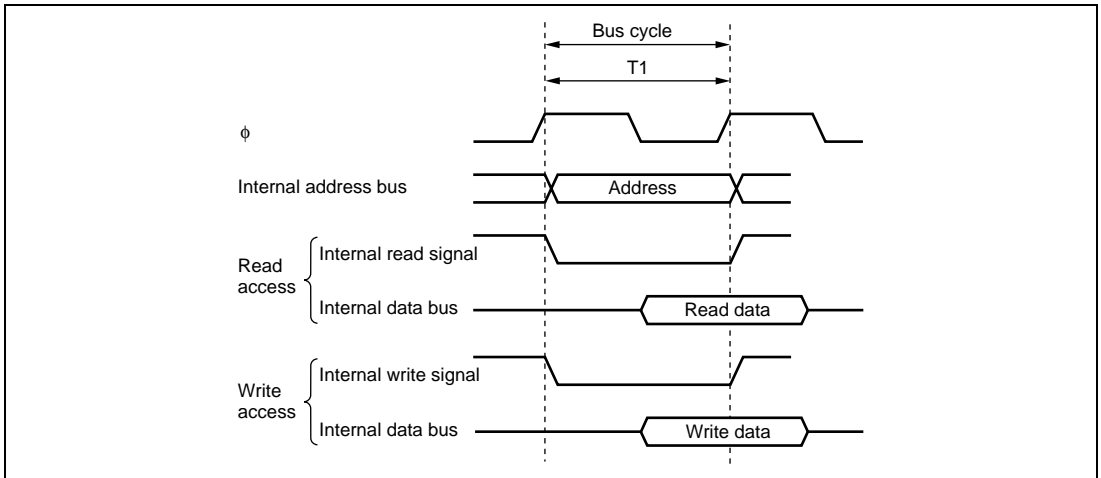 Bus cycle
T1
ϕ
Internal address bus
Address
Read
access
Internal read signal
Internal data bus
Read data
Write
access
Internal write signal
Internal data bus
Write data